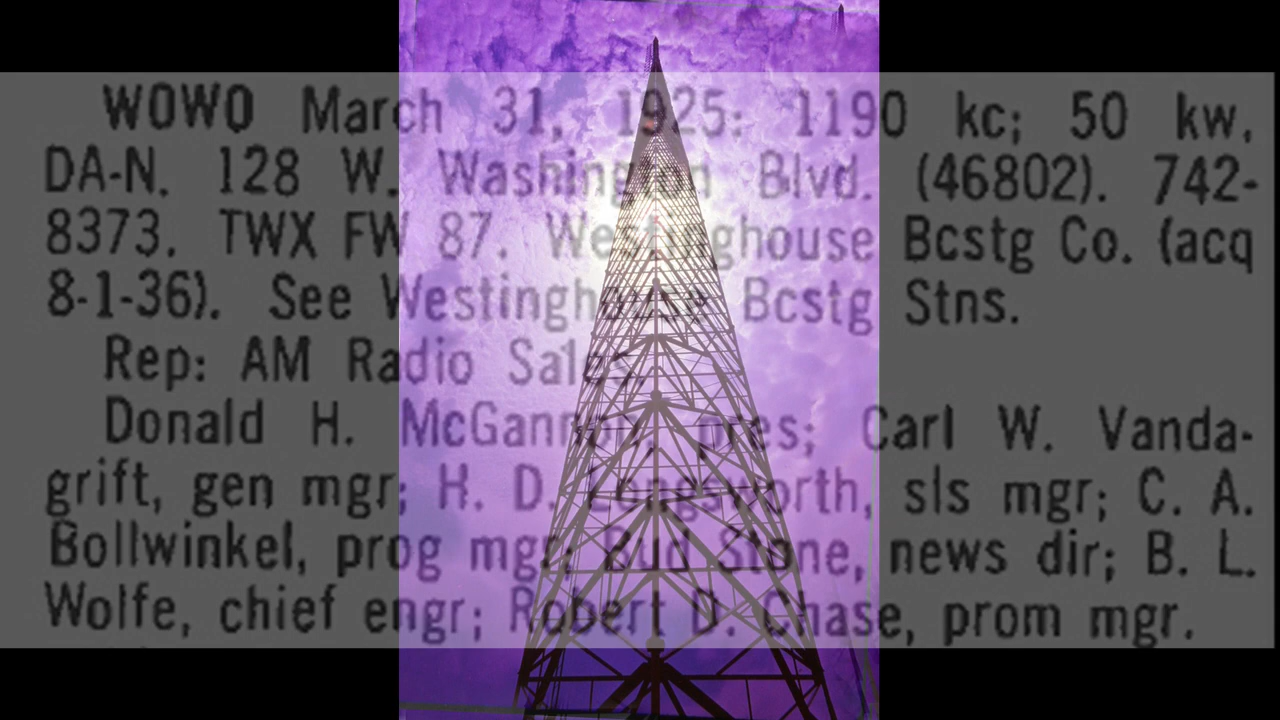 WOWO March 31, 1925: 1190 kc; 50 kw,
DA-N. 128 W. Washington Blvd. (46802). 742-
8373. TWX FW 87. Westinghouse Bcstg Co. (acq
8-1-36). See Westinghouse Bcstg Stns.
Rep: AM Radio Sales.
Donald H. McGannon, pres; Carl W. Vanda-
grift, gen mgr; H. D. Longsworth, sls mgr; C. A.
Bollwinkel, prog mgr; Bud Stone, news dir; B. L.
Wolfe, chief engr; Robert D. Chase, prom mgr.